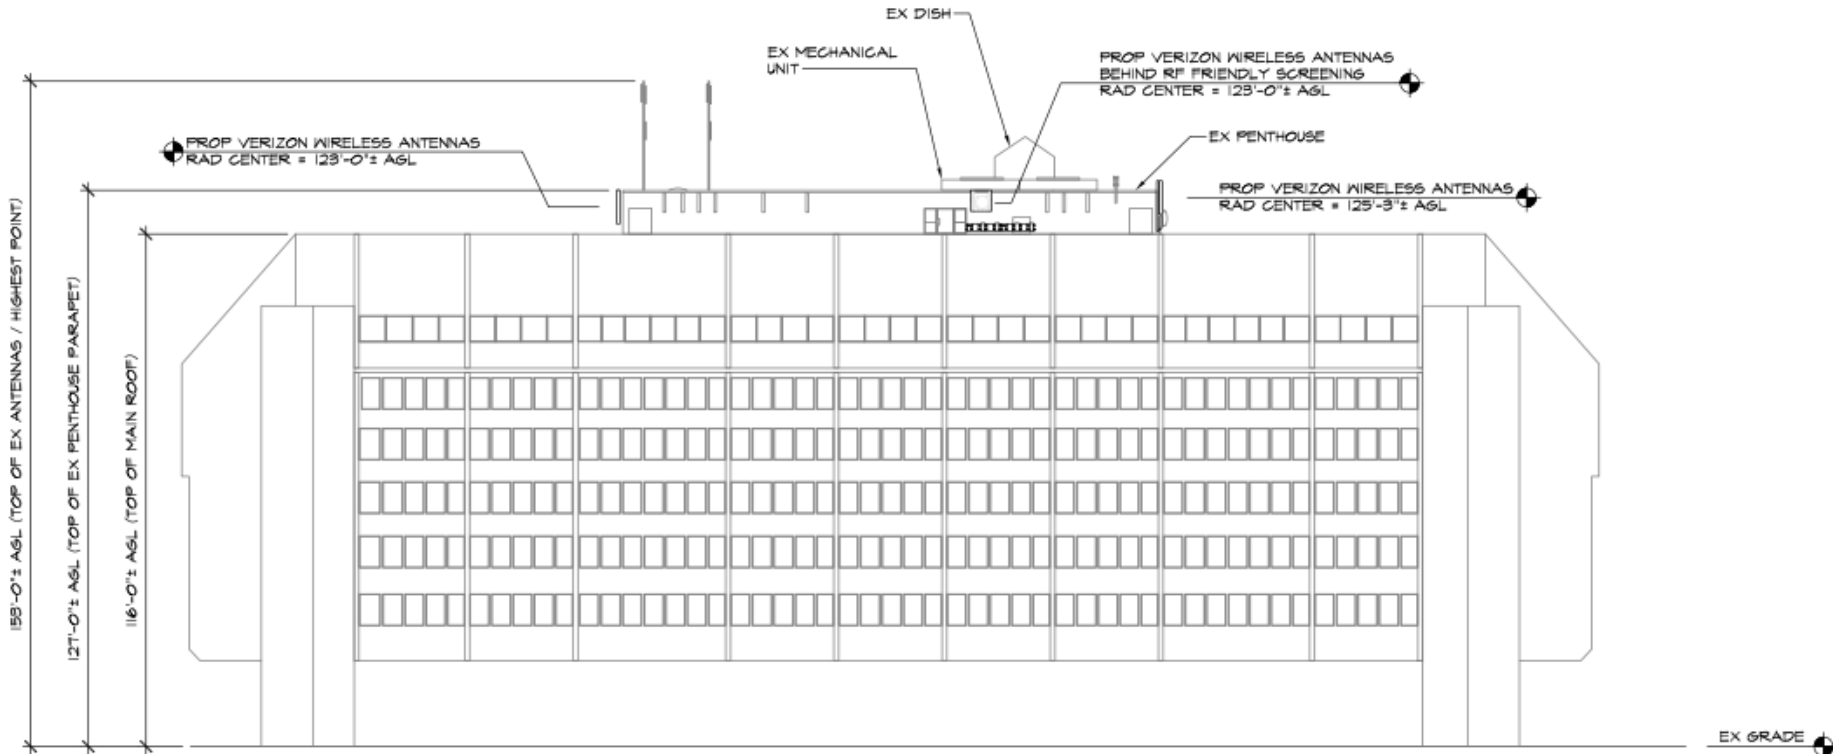 EX DISH
EX MECHANICAL
UNIT
PROP VERIZON WIRELESS ANTENNAS
BEHIND RF FRIENDLY SCREENING
RAD CENTER = 123'-0"± AGL
PROP VERIZON WIRELESS ANTENNAS
RAD CENTER = 123'-0"± AGL
EX PENTHOUSE
PROP VERIZON WIRELESS ANTENNAS
RAD CENTER = 125'-3"± AGL
158'-0"± AGL (TOP OF EX ANTENNAS / HIGHEST POINT)
127'-0"± AGL (TOP OF EX PENTHOUSE PARAPET)
116'-0"± AGL (TOP OF MAIN ROOF)
EX GRADE